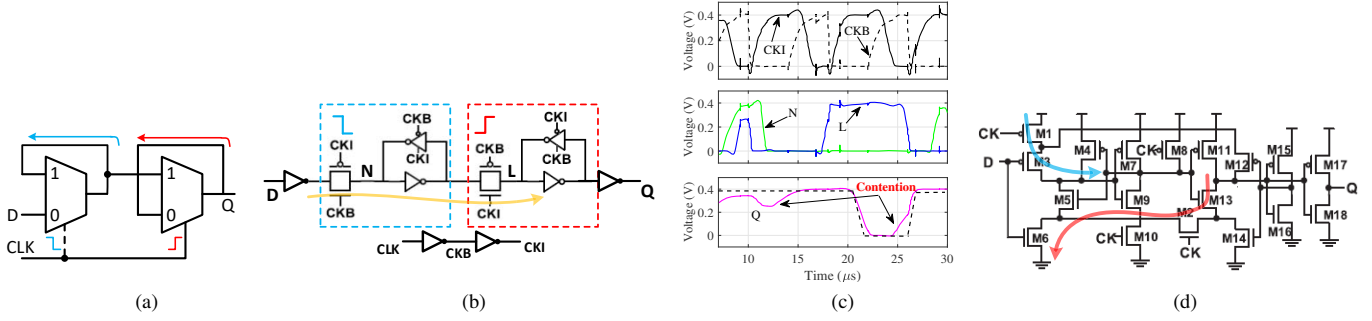 1
0
D
CLK
1
0
Q
(a)
D
CKI
CKB
N
CKB
CKI
L
CKB
CKI
CKI
CKB
Q
CLK
CKB
CKI
(b)
Voltage (V)
0.4
0.2
0
CKI
CKB
Voltage (V)
0.4
0.2
0
N
L
Voltage (V)
0.4
0.2
0
Q
Contention
10
15
20
25
30
Time (μs)
(c)
CK
M1
D
M3
M4
M7
CK
M8
M11
M12
M15
M17
M5
M9
M2
M13
Q
M6
CK
M10
CK
M14
M16
M18
(d)